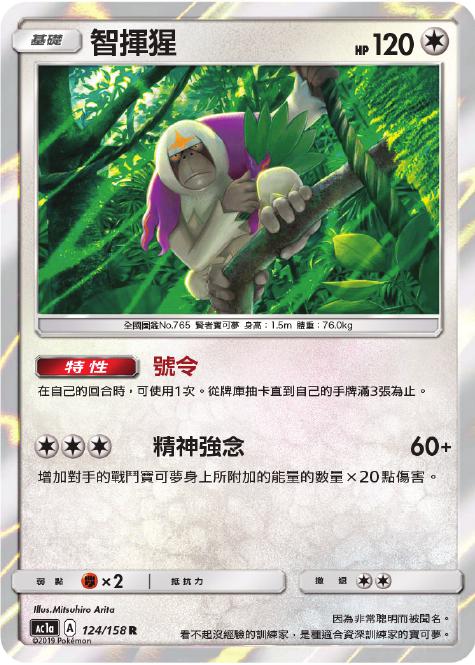 基礎 智揮猩 HP 120
全國圖鑑No.765 賢者寶可夢 身高：1.5m 體重：76.0kg
特性 號令
在自己的回合時，可使用1次。從牌庫抽卡直到自己的手牌滿3張為止。
精神強念 60+
增加對手的戰鬥寶可夢身上所附加的能量的數量×20點傷害。
弱點 ×2 抵抗力 撤退
Illus.Mitsuhiro Arita
AC1a A 124/158 R
©2019 Pokémon
因為非常聰明而被聞名。
看不起沒經驗的訓練家，是種適合資深訓練家的寶可夢。